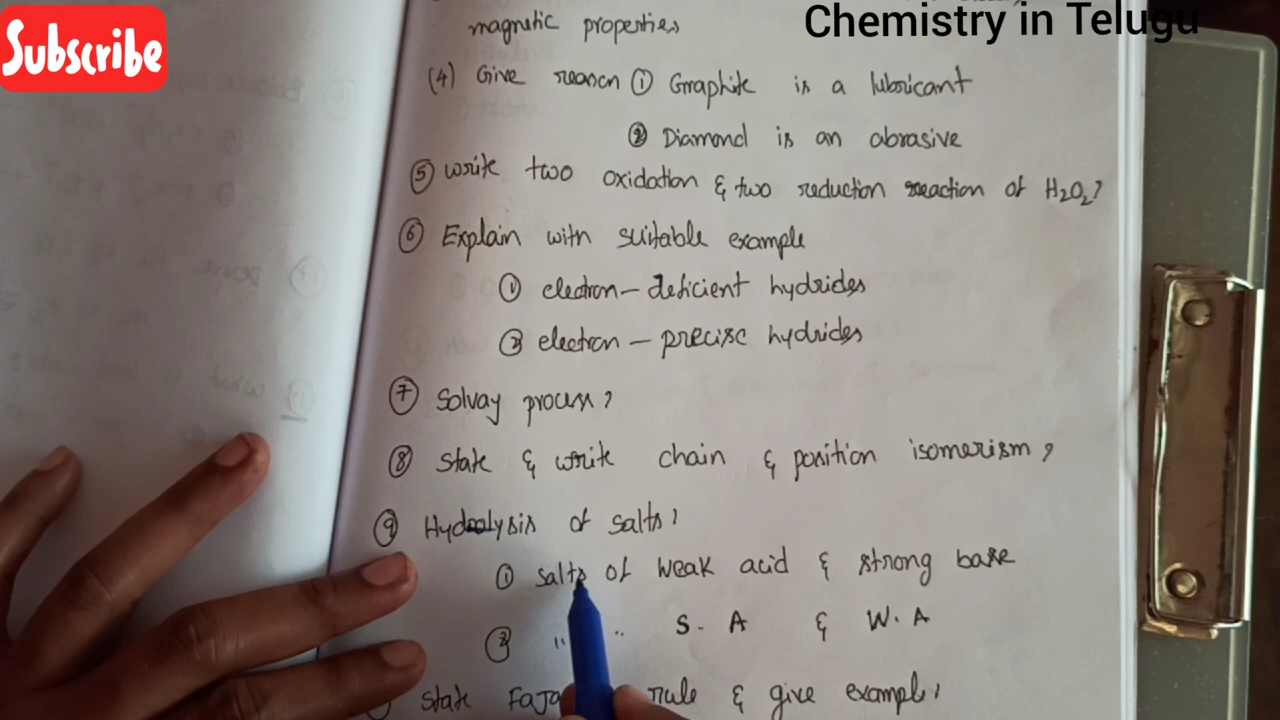 Subscribe
Chemistry in Telugu
magnetic properties
(4) Give reason ① Graphite is a lubricant
② Diamond is an abrasive
⑤ Write two oxidation & two reduction reaction of H2O2?
⑥ Explain with suitable example
① electron - deficient hydrides
② electron - precise hydrides
⑦ Solvay process?
⑧ State & write chain & position isomerism?
⑨ Hydrolysis of salts?
① Salts of weak acid & strong base
② " " S. A & W. A
State rule & give example?